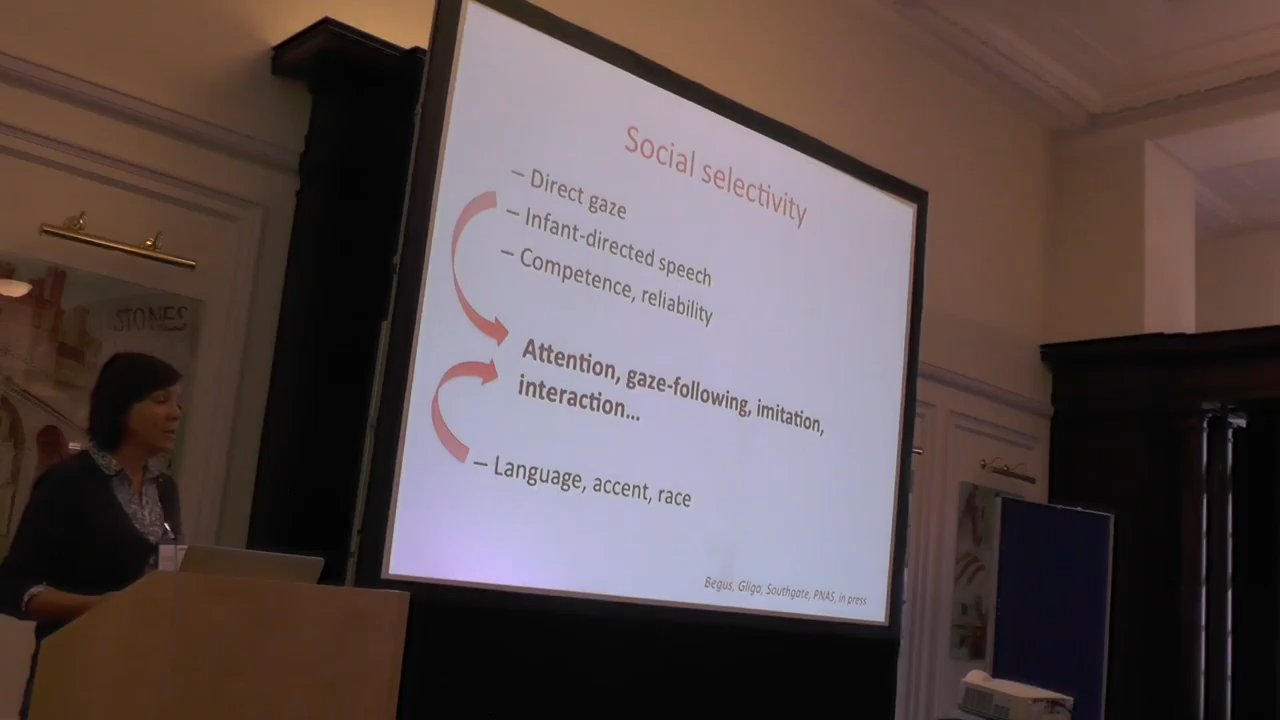 STONES
Social selectivity
– Direct gaze
– Infant-directed speech
– Competence, reliability
Attention, gaze-following, imitation,
interaction...
– Language, accent, race
Begus, Gliga, Southgate, PNAS, in press